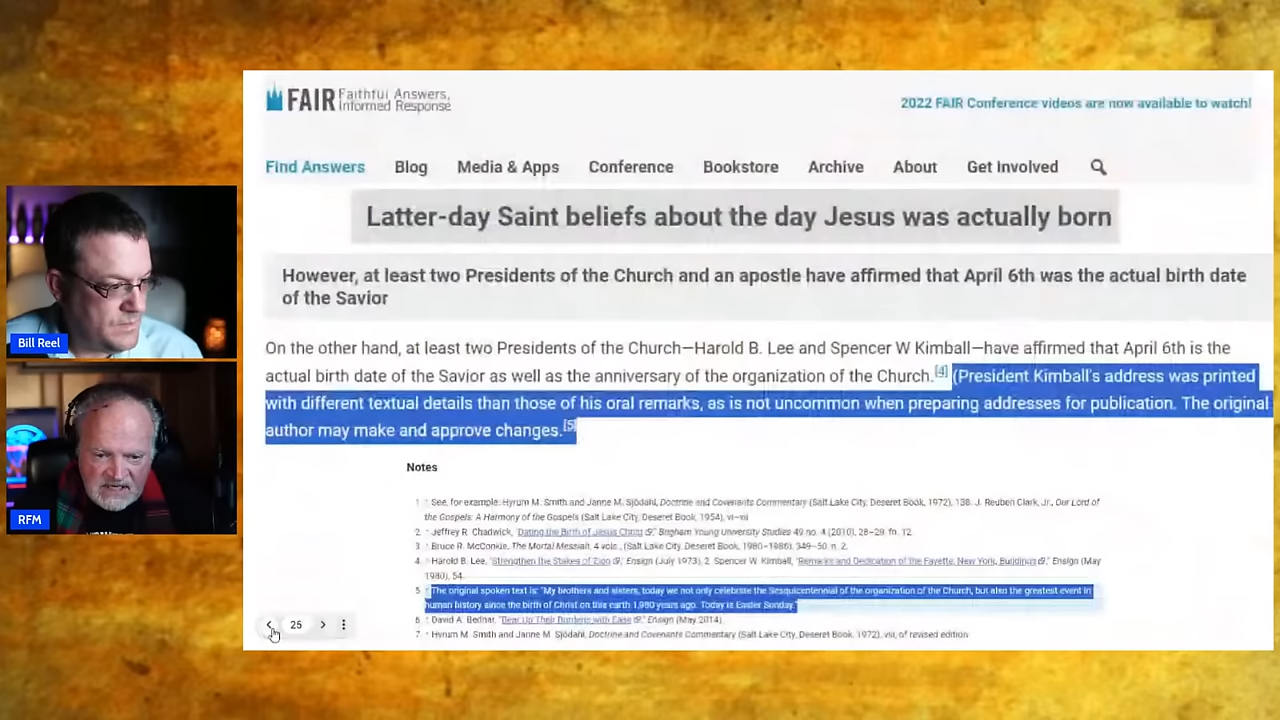 FAIR Faithful Answers,
Informed Response
2022 FAIR Conference videos are now available to watch!
Find Answers Blog Media & Apps Conference Bookstore Archive About Get Involved
Latter-day Saint beliefs about the day Jesus was actually born
However, at least two Presidents of the Church and an apostle have affirmed that April 6th was the actual birth date
of the Savior
On the other hand, at least two Presidents of the Church—Harold B. Lee and Spencer W Kimball—have affirmed that April 6th is the
actual birth date of the Savior as well as the anniversary of the organization of the Church.[4] (President Kimball's address was printed
with different textual details than those of his oral remarks, as is not uncommon when preparing addresses for publication. The original
author may make and approve changes.[5]
Notes
1. ↑ See, for example: Hyrum M. Smith and Janne M. Sjödahl, Doctrine and Covenants Commentary (Salt Lake City, Deseret Book, 1972), 138. J. Reuben Clark, Jr., Our Lord of
the Gospels: A Harmony of the Gospels (Salt Lake City, Deseret Book, 1954), vi–vii
2. ↑ Jeffrey R. Chadwick, "Dating the Birth of Jesus Christ," Brigham Young University Studies 49 no. 4 (2010), 28–29. fn. 12.
3. ↑ Bruce R. McConkie, The Mortal Messiah, 4 vols., (Salt Lake City, Deseret Book, 1980–1986), 349–50, n. 2.
4. ↑ Harold B. Lee, "Strengthen the Stakes of Zion," Ensign (July 1973), 2. Spencer W. Kimball, "Remarks and Dedication of the Fayette, New York, Buildings," Ensign (May
1980), 54.
5. ↑ The original spoken text is: "My brothers and sisters, today we not only celebrate the Sesquicentennial of the organization of the Church, but also the greatest event in
human history since the birth of Christ on this earth 1,980 years ago. Today is Easter Sunday."
6. ↑ David A. Bednar, "Bear Up Their Burdens with Ease," Ensign (May 2014).
7. ↑ Hyrum M. Smith and Janne M. Sjödahl, Doctrine and Covenants Commentary (Salt Lake City, Deseret Book, 1972), viii, of revised edition
25
Bill Reel
RFM